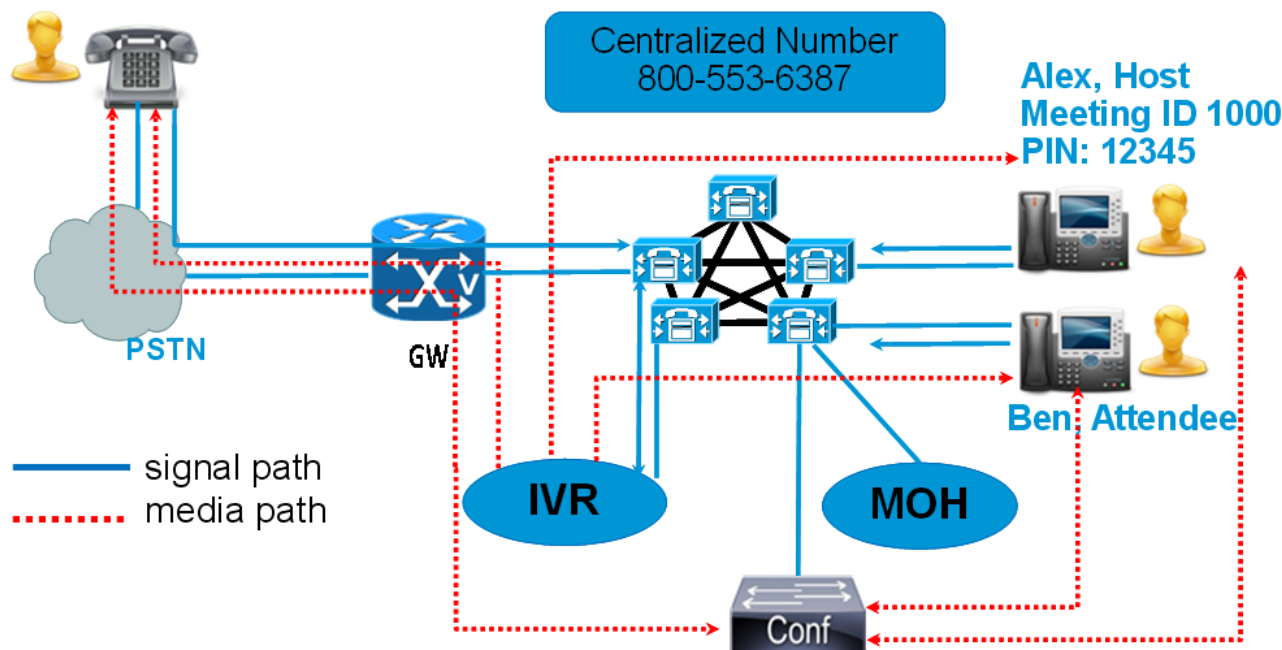 Centralized Number
800-553-6387
Alex, Host
Meeting ID 1000
PIN: 12345
V
PSTN
GW
Ben, Attendee
signal path
media path
IVR
MOH
Conf